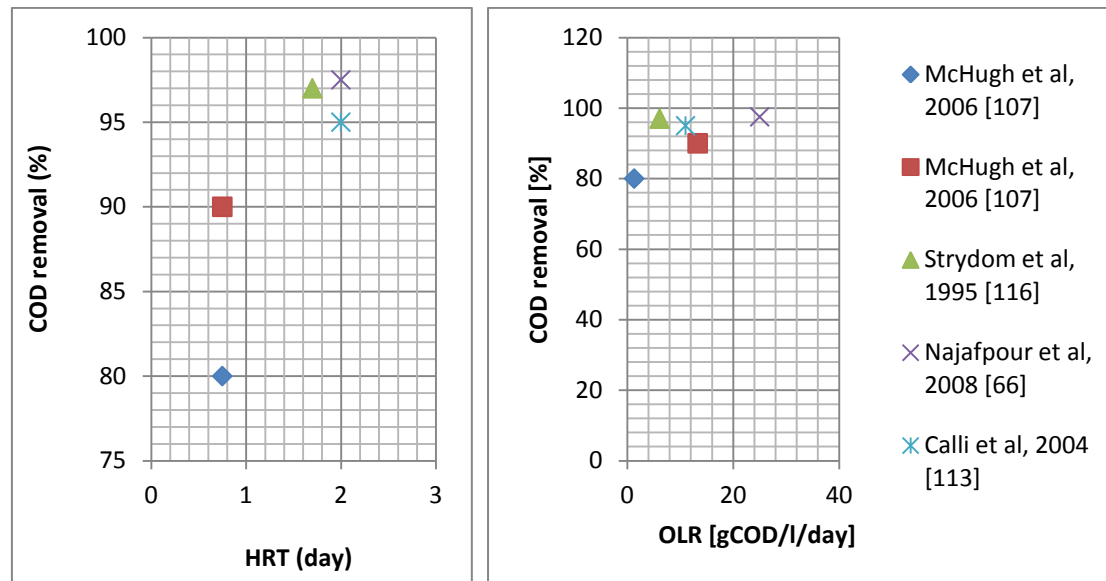 100
95
90
85
80
75
COD removal (%)
0
1
2
3
HRT (day)
120
100
80
60
40
20
0
COD removal [%]
0
20
40
OLR [gCOD/l/day]
McHugh et al,
2006 [107]
McHugh et al,
2006 [107]
Strydom et al,
1995 [116]
Najafpour et al,
2008 [66]
Calli et al, 2004
[113]